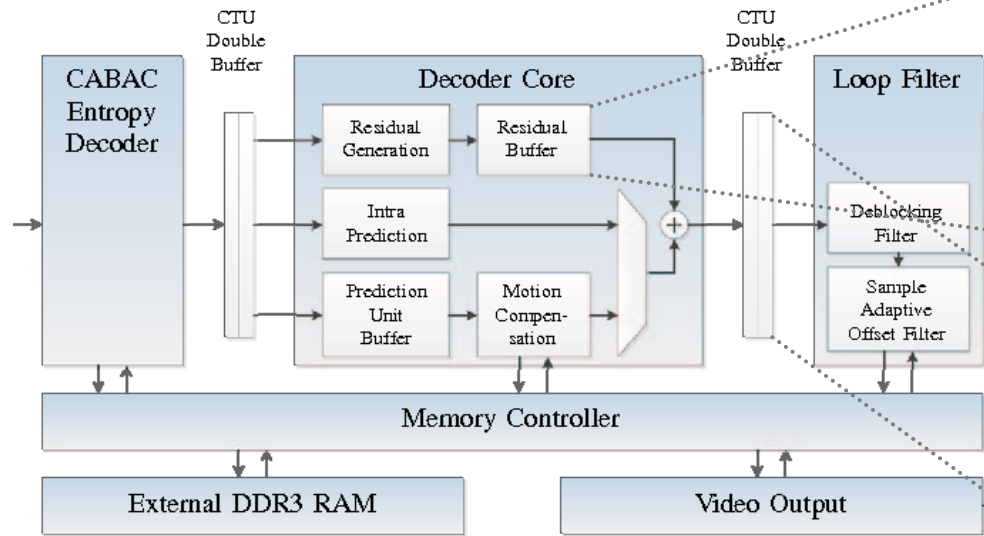 CTU
Double
Buffer
CTU
Double
Buffer
CABAC
Entropy
Decoder
Decoder Core
Loop Filter
Residual
Generation
Residual
Buffer
Intra
Prediction
Prediction
Unit
Buffer
Motion
Compen-
sation
+
Deblocking
Filter
Sample
Adaptive
Offset Filter
Memory Controller
External DDR3 RAM
Video Output